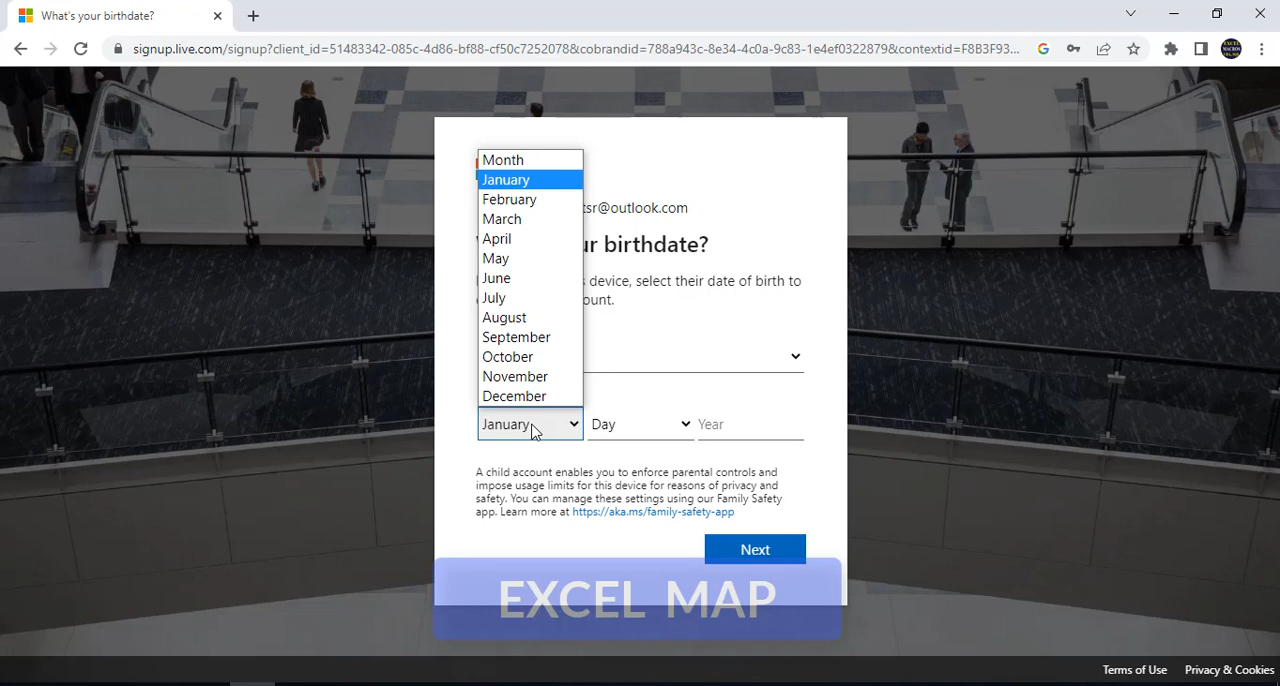 What's your birthdate?
signup.live.com/signup?client_id=51483342-085c-4d86-bf88-cf50c7252078&cobrandid=788a943c-8e34-4c0a-9c83-1e4ef0322879&contextid=F8B3F93...
Month
January
February
tsr@outlook.com
March
April
ur birthdate?
May
June
s device, select their date of birth to
July
ount.
August
September
October
November
December
January
Day
Year
A child account enables you to enforce parental controls and
impose usage limits for this device for reasons of privacy and
safety. You can manage these settings using our Family Safety
app. Learn more at https://aka.ms/family-safety-app
Next
EXCEL MAP
Terms of Use
Privacy & Cookies